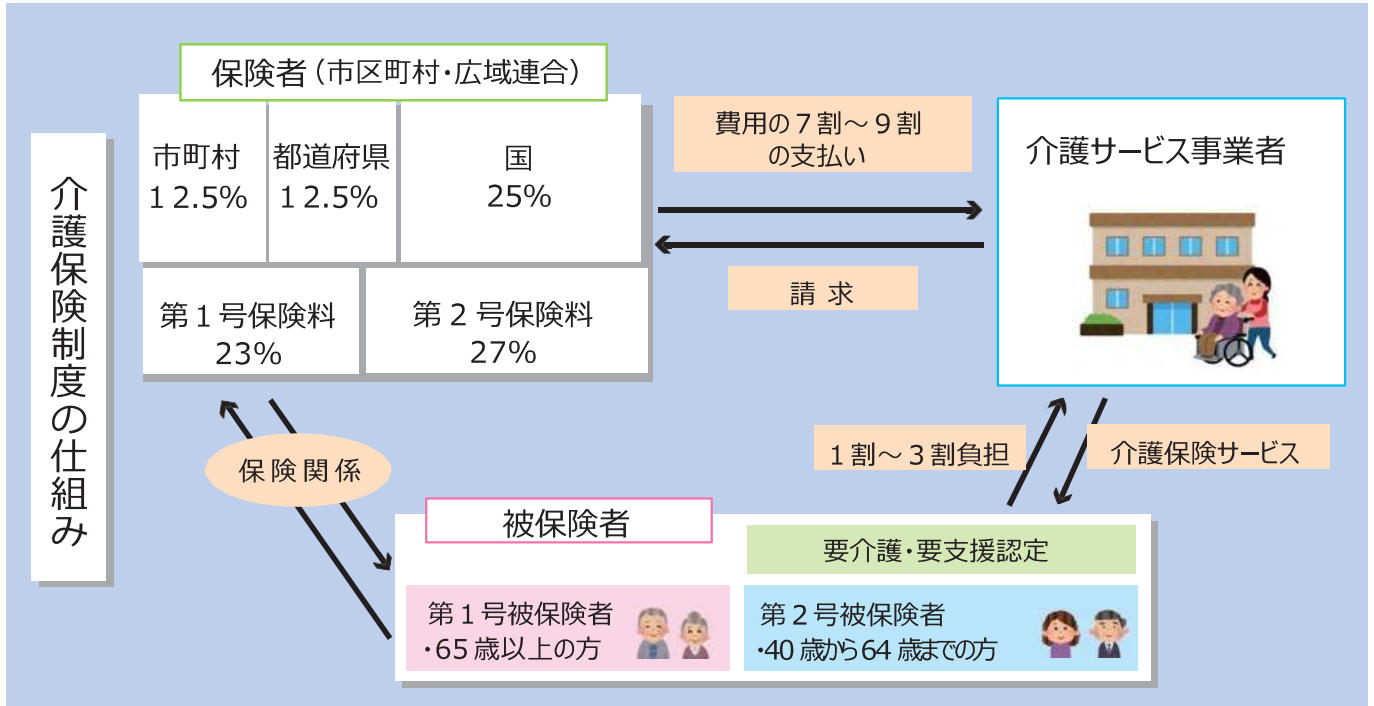 介護保険制度の仕組み
保険者（市区町村・広域連合）
市町村
１２.５%
都道府県
１２.５%
国
25%
第１号保険料
23%
第２号保険料
27%
費用の７割～９割
の支払い
請 求
介護サービス事業者
保険関係
１割～３割負担
介護保険サービス
被保険者
要介護・要支援認定
第１号被保険者
・65歳以上の方
第２号被保険者
・40歳から64歳までの方